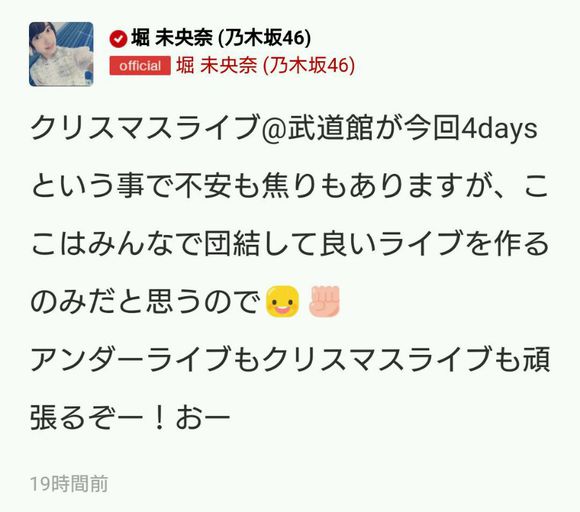 堀 未央奈 (乃木坂46)
official 堀 未央奈 (乃木坂46)
クリスマスライブ@武道館が今回4days
という事で不安も焦りもありますが、こ
こはみんなで団結して良いライブを作る
のみだと思うので😃✊
アンダーライブもクリスマスライブも頑
張るぞー！おー
19時間前